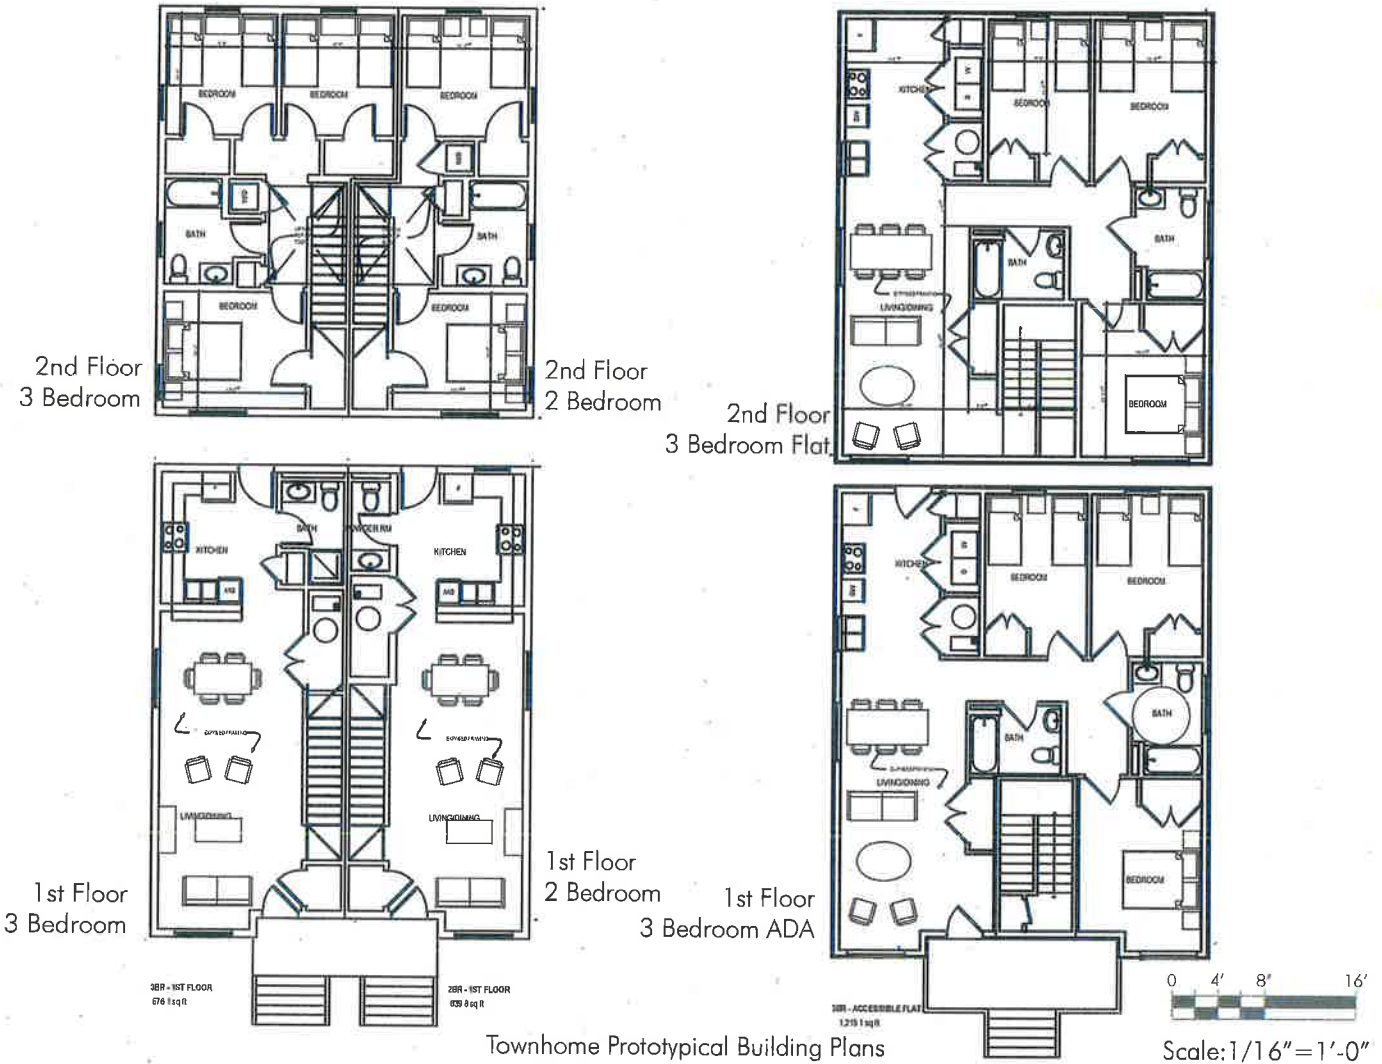 BEDROOM
BEDROOM
BEDROOM
BATH
BATH
BEDROOM
BEDROOM
2nd Floor
3 Bedroom
2nd Floor
2 Bedroom
KITCHEN
BEDROOM
BEDROOM
BATH
BATH
LIVING/DINING
BEDROOM
2nd Floor
3 Bedroom Flat
KITCHEN
BATH
POWDER RM
KITCHEN
LIVING/DINING
LIVING/DINING
1st Floor
3 Bedroom
1st Floor
2 Bedroom
3BR - 1ST FLOOR
2BR - 1ST FLOOR
KITCHEN
BEDROOM
BEDROOM
BATH
BATH
LIVING/DINING
BEDROOM
1st Floor
3 Bedroom ADA
3BR - ACCESSIBLE FLAT
0 4' 8" 16'
Townhome Prototypical Building Plans
Scale:1/16"=1'-0"